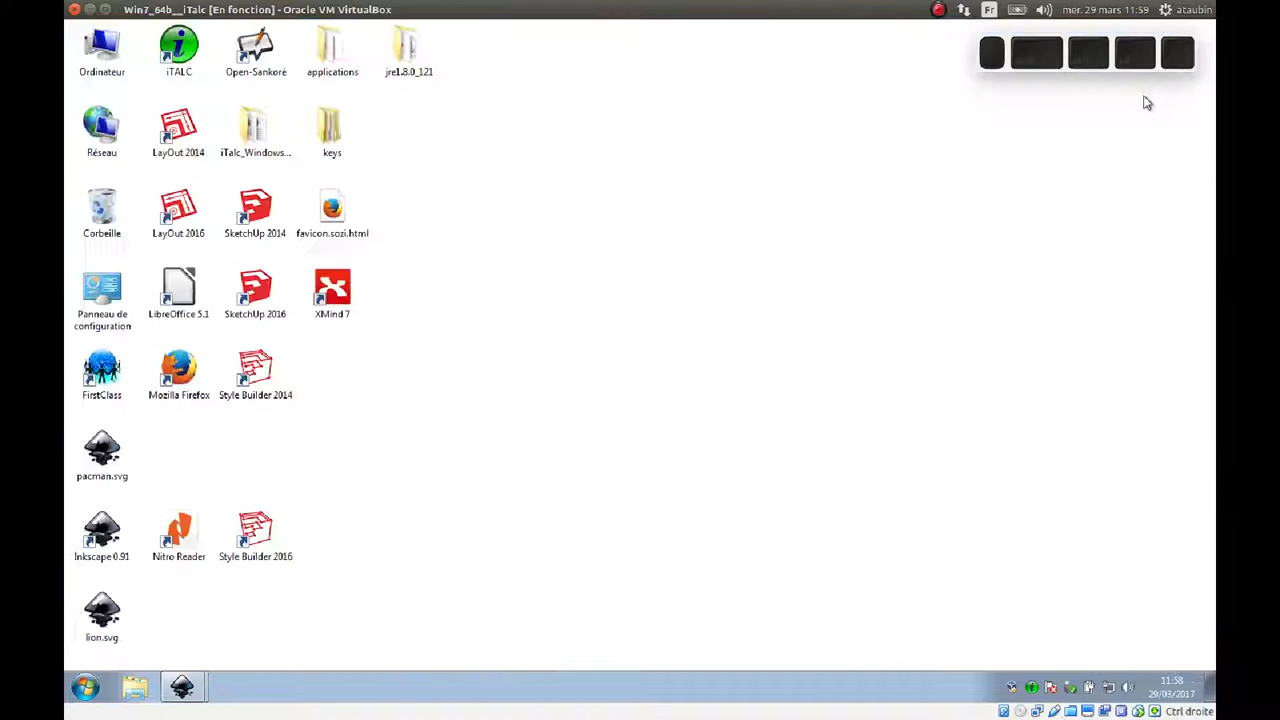 Win7_64b__iTalc [En fonction] - Oracle VM VirtualBox
Fr
mer. 29 mars 11:59
ataubin
Ordinateur
iTALC
Open-Sankoré
applications
jre1.8.0_121
Réseau
LayOut 2014
iTalc_Windows...
keys
Corbeille
LayOut 2016
SketchUp 2014
favicon.sozi.html
Panneau de
configuration
LibreOffice 5.1
SketchUp 2016
XMind 7
FirstClass
Mozilla Firefox
Style Builder 2014
pacman.svg
Inkscape 0.91
Nitro Reader
Style Builder 2016
lion.svg
11:58
29/03/2017
Ctrl droite